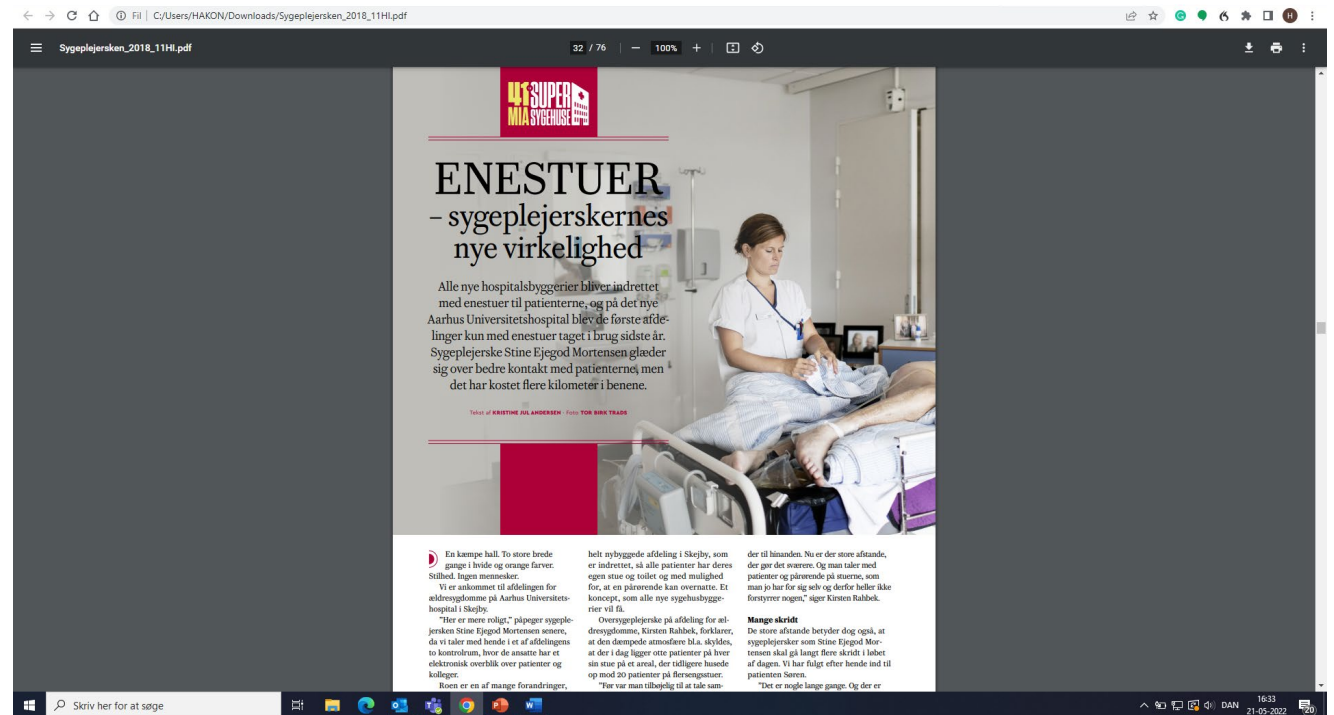 Fil | C:/Users/HAKON/Downloads/Sygeplejersken_2018_11HI.pdf
H
Sygeplejersken_2018_11HI.pdf
32 / 76
100%
41 SUPER
MIA SYGEHUSE
ENESTUER
– sygeplejerskernes
nye virkelighed
Alle nye hospitalsbyggerier bliver indrettet
med enestuer til patienterne, og på det nye
Aarhus Universitetshospital blev de første afde-
linger kun med enestuer taget i brug sidste år.
Sygeplejerske Stine Ejegod Mortensen glæder
sig over bedre kontakt med patienterne, men
det har kostet flere kilometer i benene.
Tekst af KRISTINE JUL ANDERSEN · Foto TOR BIRK TRADS
En kæmpe hall. To store brede
gange i hvide og orange farver.
Stilhed. Ingen mennesker.
Vi er ankommet til afdelingen for
ældresygdomme på Aarhus Universitets-
hospital i Skejby.
"Her er mere roligt," påpeger sygeple-
jersken Stine Ejegod Mortensen senere,
da vi taler med hende i et af afdelingens
to kontrolrum, hvor de ansatte har et
elektronisk overblik over patienter og
kolleger.
Roen er en af mange forandringer,
helt nybyggede afdeling i Skejby, som
er indrettet, så alle patienter har deres
egen stue og toilet og med mulighed
for, at en pårørende kan overnatte. Et
koncept, som alle nye sygehusbygge-
rier vil få.
Oversygeplejerske på afdeling for æl-
dresygdomme, Kirsten Rahbek, forklarer,
at den dæmpede atmosfære bl.a. skyldes,
at der i dag ligger otte patienter på hver
sin stue på et areal, der tidligere husede
op mod 20 patienter på flersengsstuer.
"Før var man tilbøjelig til at tale sam-
der til hinanden. Nu er der store afstande,
der gør det sværere. Og man taler med
patienter og pårørende på stuerne, som
man jo har for sig selv og derfor heller ikke
forstyrrer nogen," siger Kirsten Rahbek.
Mange skridt
De store afstande betyder dog også, at
sygeplejersker som Stine Ejegod Mor-
tensen skal gå langt flere skridt i løbet
af dagen. Vi har fulgt efter hende ind til
patienten Søren.
"Det er nogle lange gange. Og der er
Skriv her for at søge
DAN
16:33
21-05-2022
20